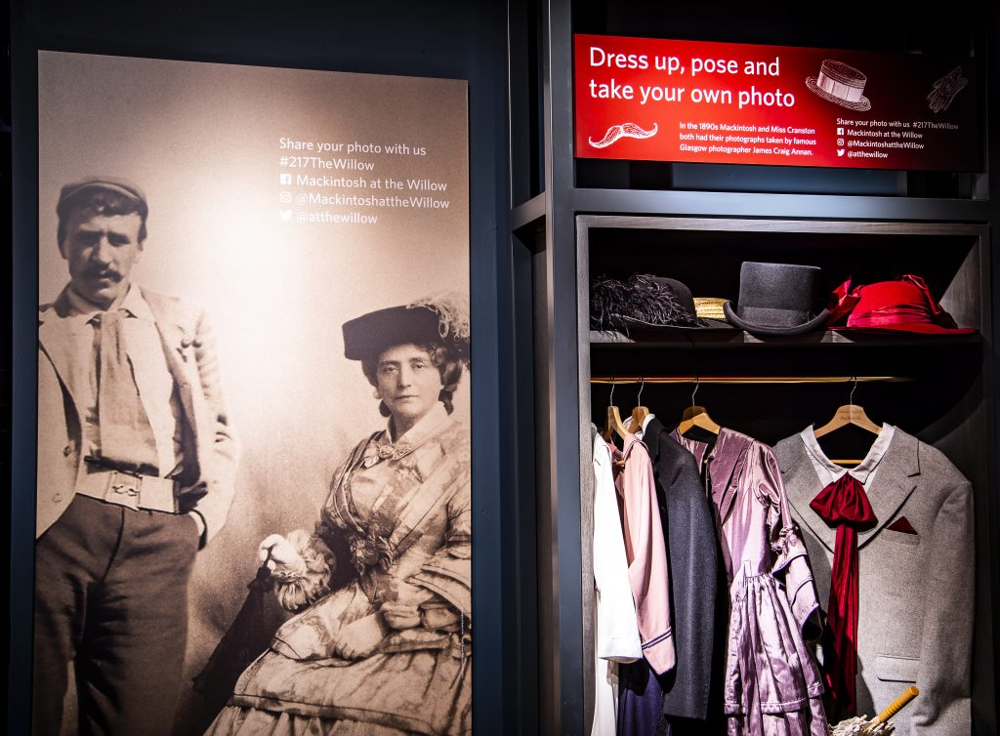 Share your photo with us
#217TheWillow
Mackintosh at the Willow
@MackintoshattheWillow
@atthewillow
Dress up, pose and
take your own photo
In the 1890s Mackintosh and Miss Cranston
both had their photographs taken by famous
Glasgow photographer James Craig Annan.
Share your photo with us #217TheWillow
Mackintosh at the Willow
@MackintoshattheWillow
@atthewillow